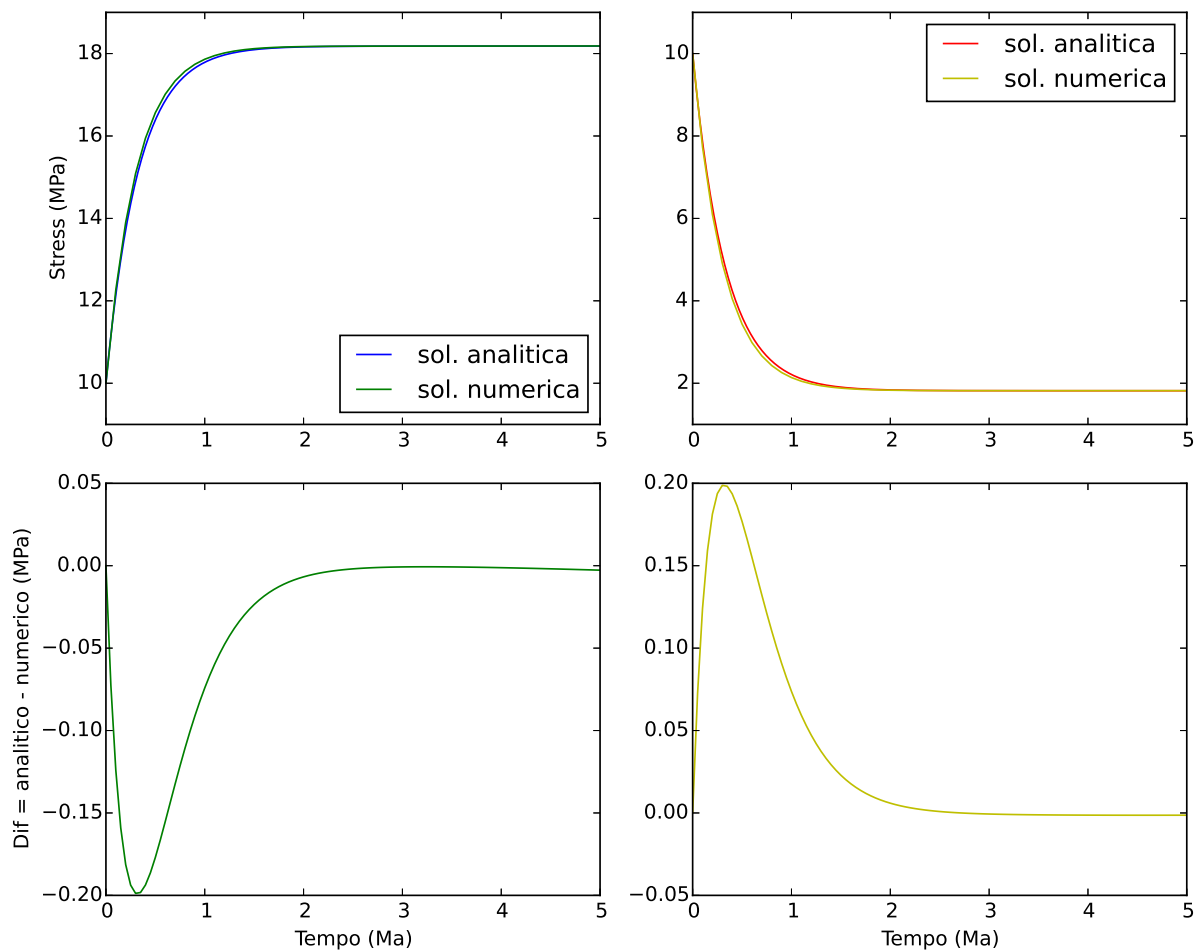 18
16
14
12
10
Stress (MPa)
sol. analitica
sol. numerica
0 1 2 3 4 5
10
8
6
4
2
sol. analitica
sol. numerica
0 1 2 3 4 5
0.05
0.00
−0.05
−0.10
−0.15
−0.20
Dif = analitico - numerico (MPa)
0 1 2 3 4 5
Tempo (Ma)
0.20
0.15
0.10
0.05
0.00
−0.05
0 1 2 3 4 5
Tempo (Ma)